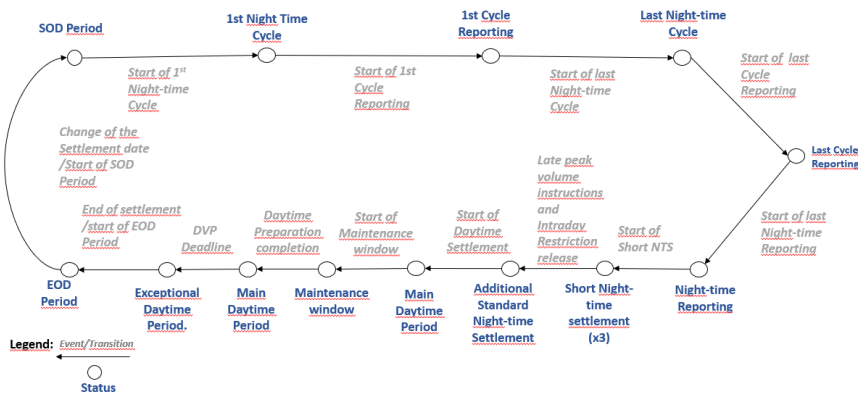 SOD Period
1st Night Time
Cycle
1st Cycle
Reporting
Last Night-time
Cycle
Start of 1st
Night-time
Cycle
Start of 1st
Cycle
Reporting
Start of last
Night-time
Cycle
Start of last
Cycle
Reporting
Change of the
Settlement date
/Start of SOD
Period
Last Cycle
Reporting
End of settlement
/start of EOD
Period
DVP
Deadline
Daytime
Preparation
completion
Start of
Maintenance
window
Start of
Daytime
Settlement
Late peak
volume
instructions
and
Intraday
Restriction
release
Start of
Short NTS
Start of last
Night-time
Reporting
EOD
Period
Exceptional
Daytime
Period.
Main
Daytime
Period
Maintenance
window
Main
Daytime
Period
Additional
Standard
Night-time
Settlement
Short Night-
time
settlement
(x3)
Night-time
Reporting
Legend: Event/Transition
Status